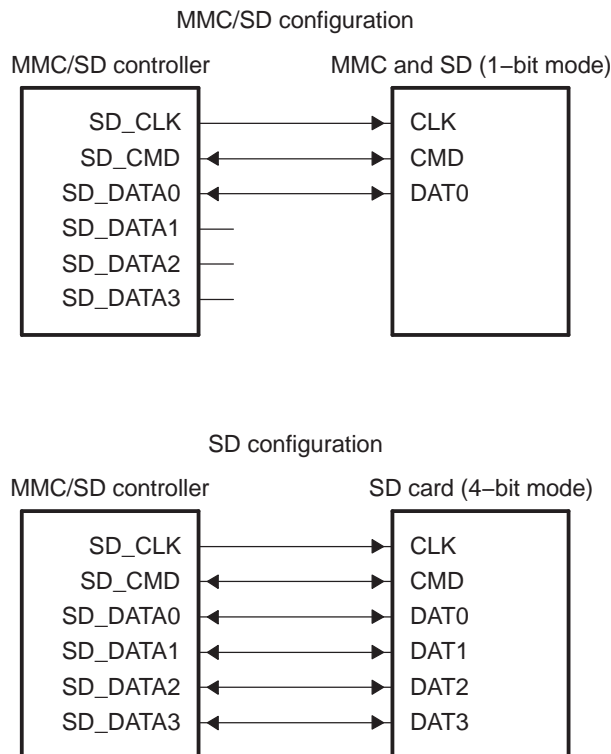 MMC/SD configuration
MMC/SD controller MMC and SD (1–bit mode)
SD_CLK CLK
SD_CMD CMD
SD_DATA0 DAT0
SD_DATA1
SD_DATA2
SD_DATA3
SD configuration
MMC/SD controller SD card (4–bit mode)
SD_CLK CLK
SD_CMD CMD
SD_DATA0 DAT0
SD_DATA1 DAT1
SD_DATA2 DAT2
SD_DATA3 DAT3